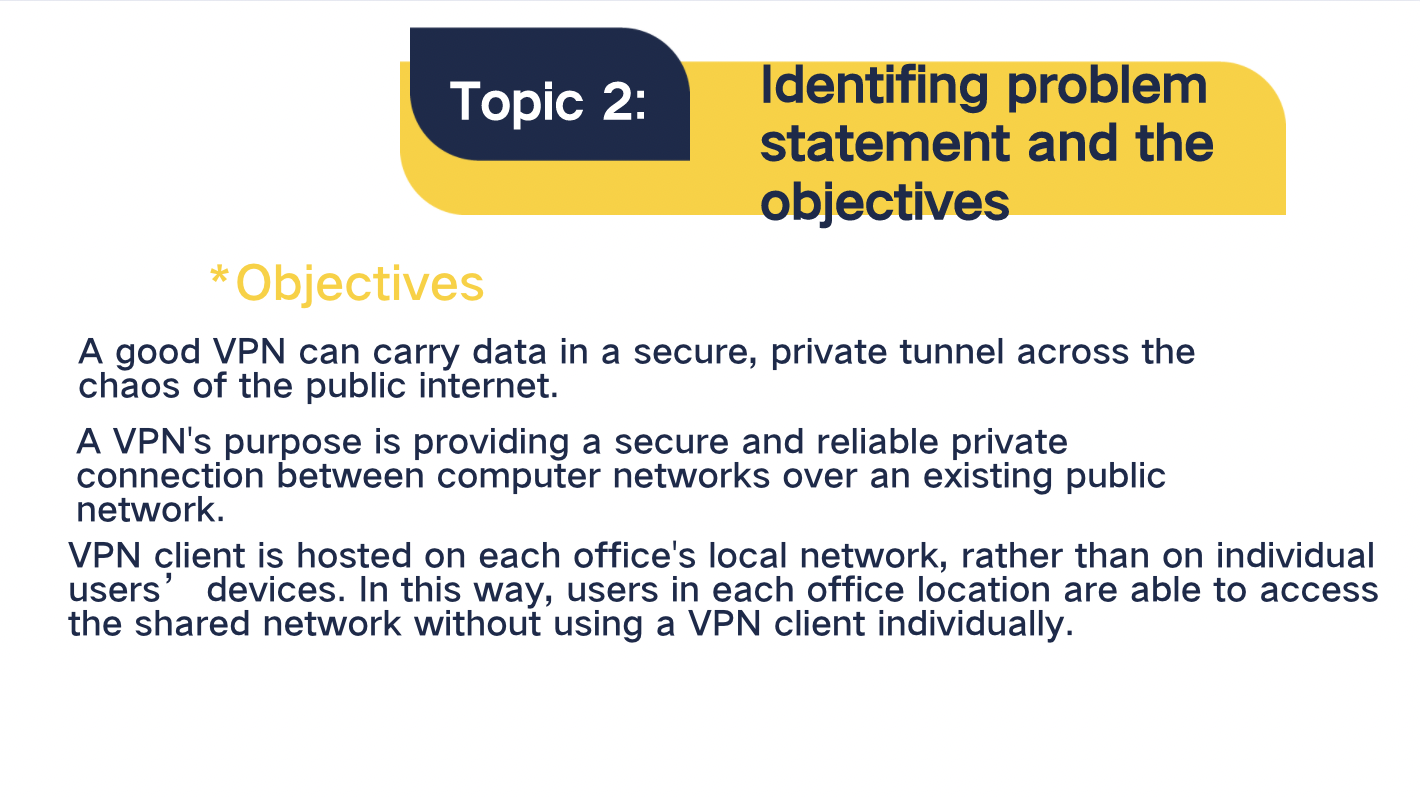 Topic 2:
Identifing problem
statement and the
objectives
*Objectives
A good VPN can carry data in a secure, private tunnel across the
chaos of the public internet.
A VPN's purpose is providing a secure and reliable private
connection between computer networks over an existing public
network.
VPN client is hosted on each office's local network, rather than on individual
users’ devices. In this way, users in each office location are able to access
the shared network without using a VPN client individually.